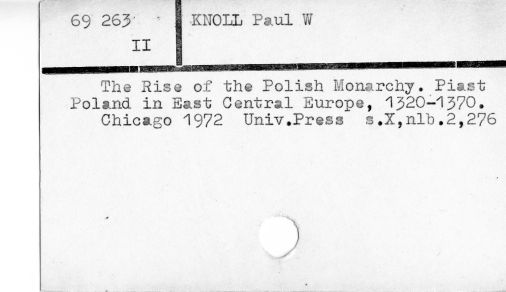 69 263
II
KNOLL Paul W
The Rise of the Polish Monarchy. Piast
Poland in East Central Europe, 1320-1370.
Chicago 1972 Univ.Press s.X,nlb.2,276